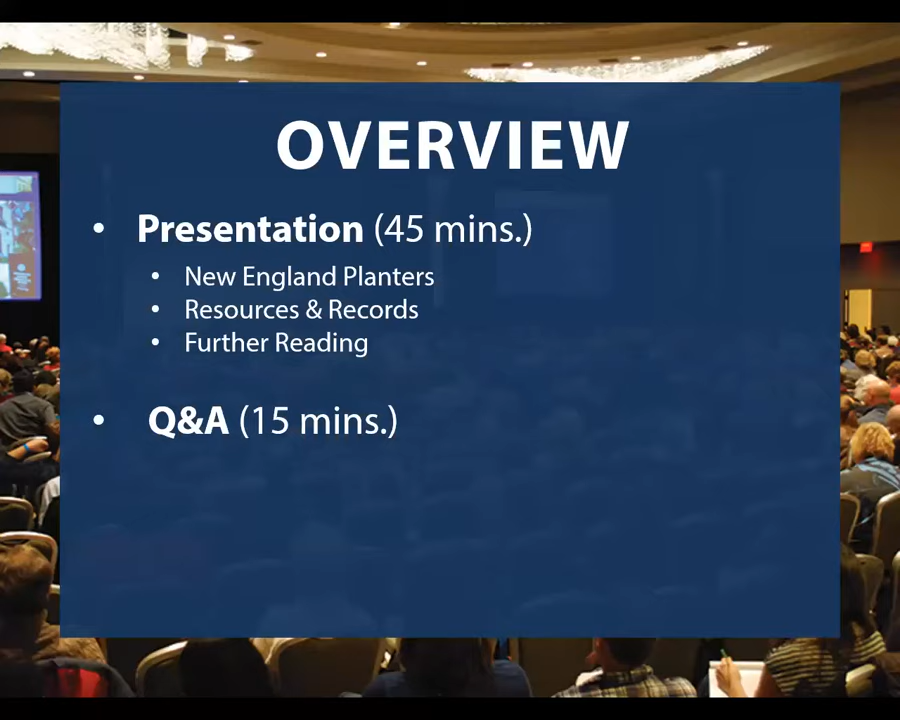 OVERVIEW
• Presentation (45 mins.)
• New England Planters
• Resources & Records
• Further Reading
• Q&A (15 mins.)